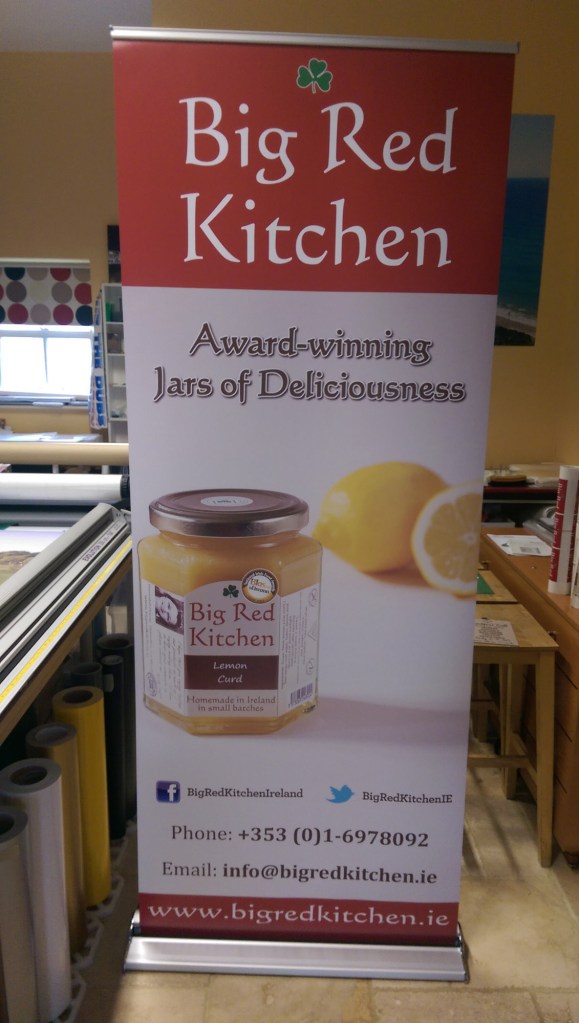 Big Red
Kitchen
Award-winning
Jars of Deliciousness
Big Red
Kitchen
Lemon
Curd
Homemade in Ireland
in small batches
BigRedKitchenIreland
BigRedKitchenIE
Phone: +353 (0)1-6978092
Email: info@bigredkitchen.ie
www.bigredkitchen.ie